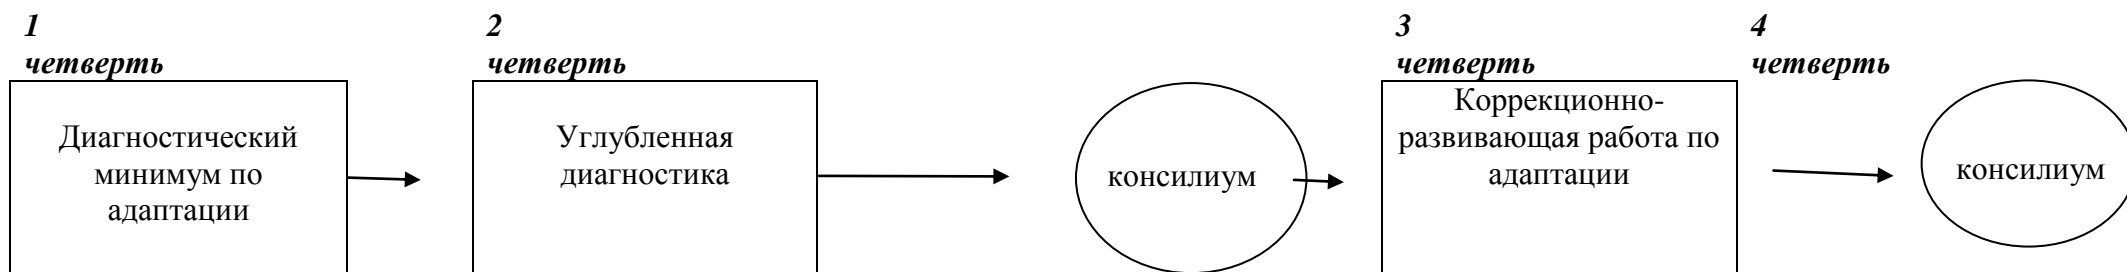 1
четверть
2
четверть
3
четверть
4
четверть
Диагностический
минимум по
адаптации
Углубленная
диагностика
консилиум
Коррекционно-
развивающая работа по
адаптации
консилиум